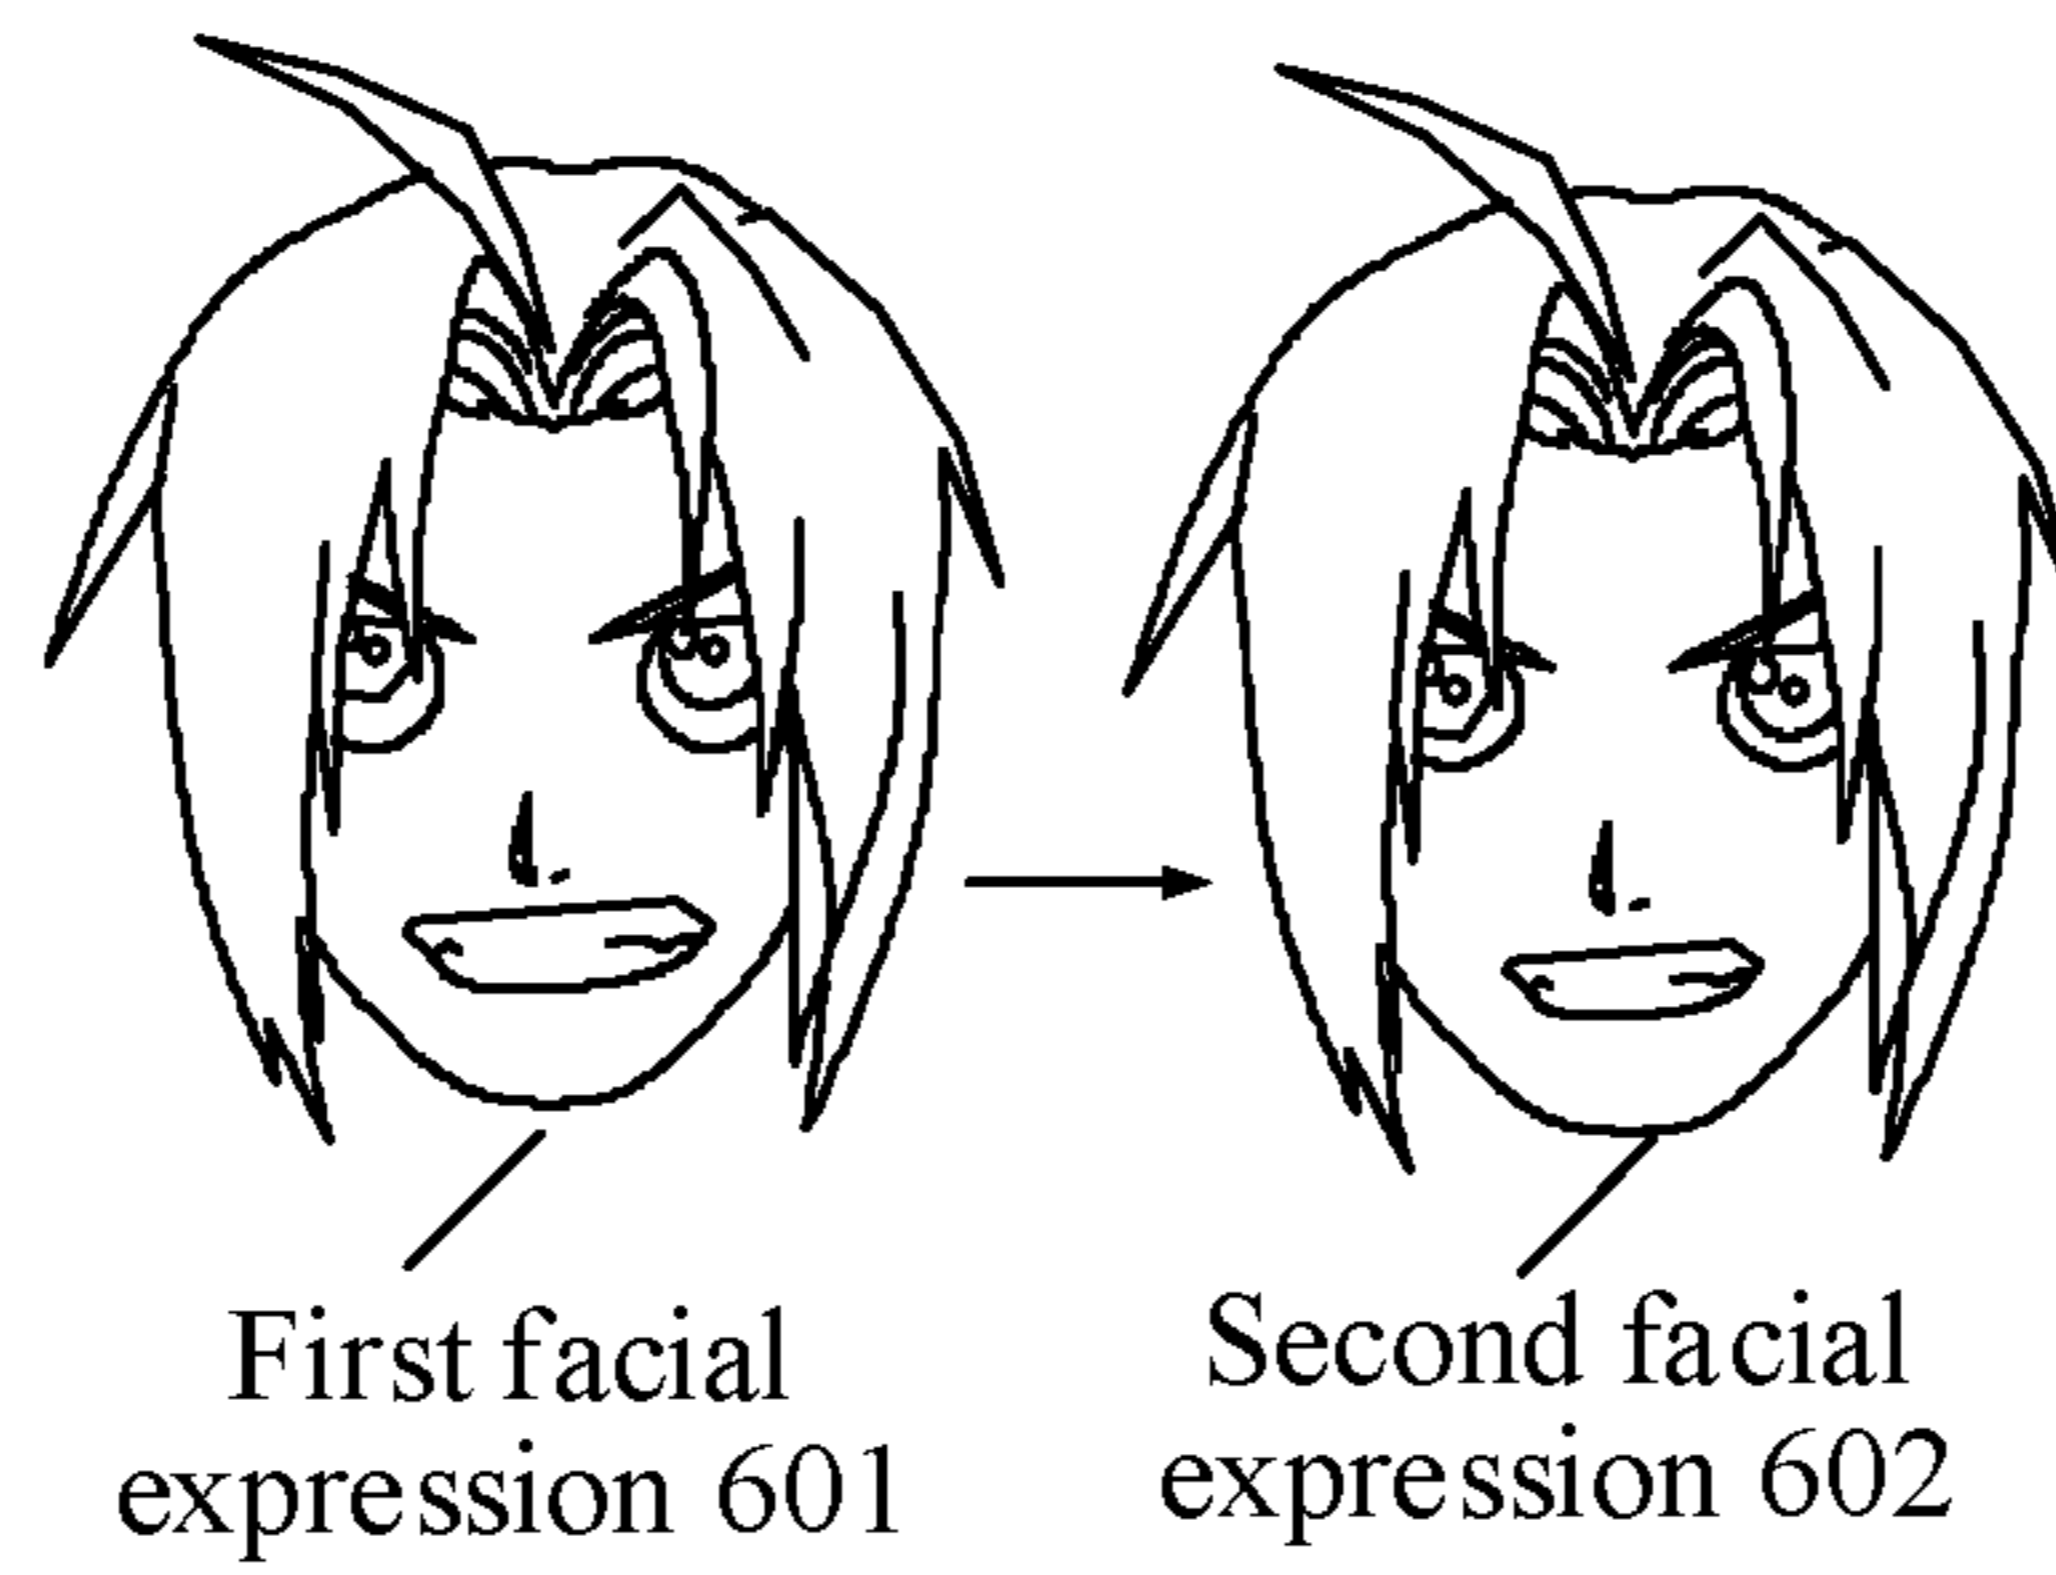 First facial
expression 601
Second facial
expression 602